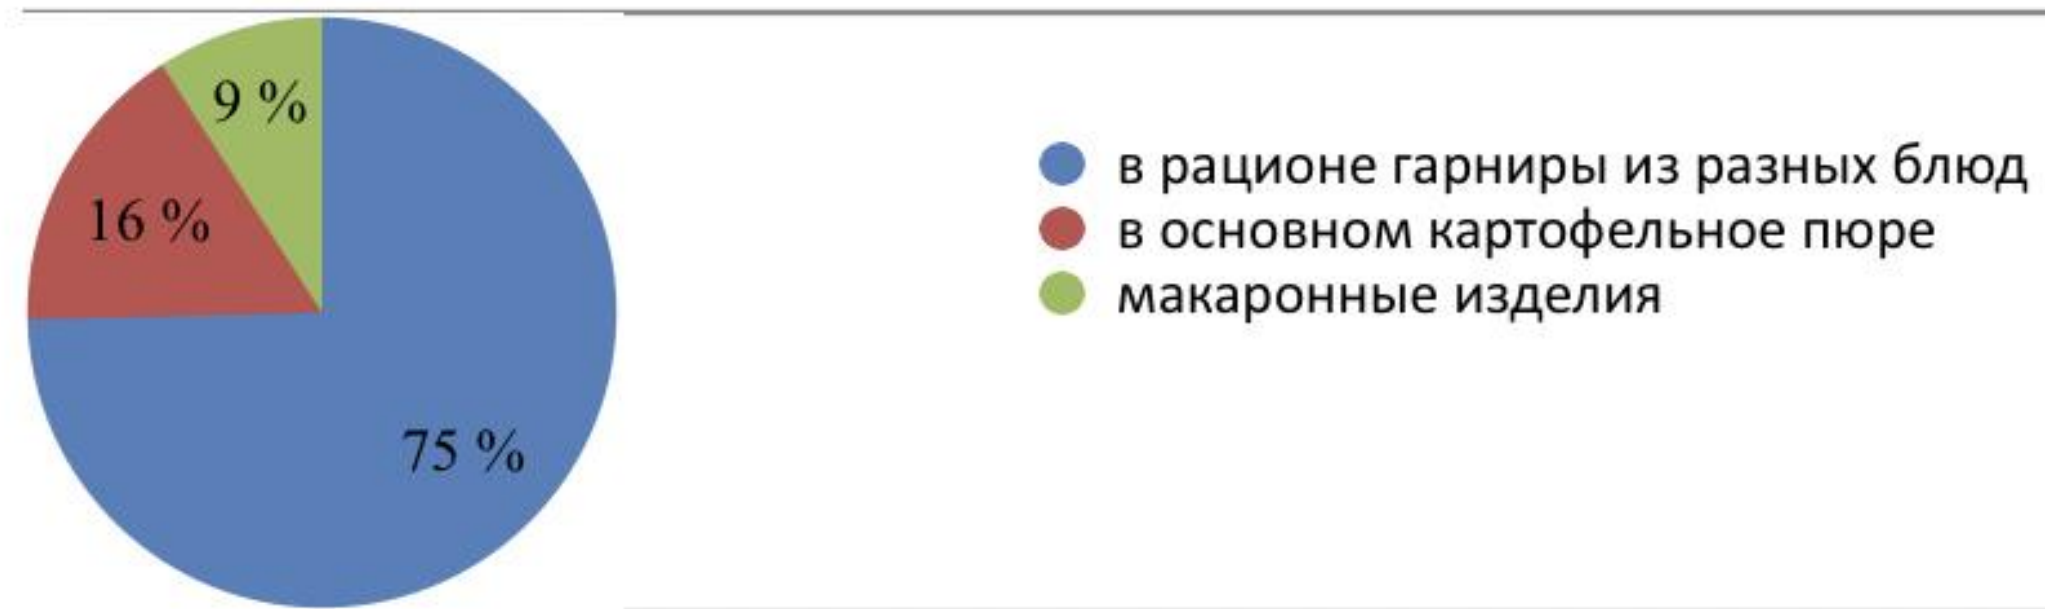 9 %
16 %
75 %
в рационе гарниры из разных блюд
в основном картофельное пюре
макаронные изделия